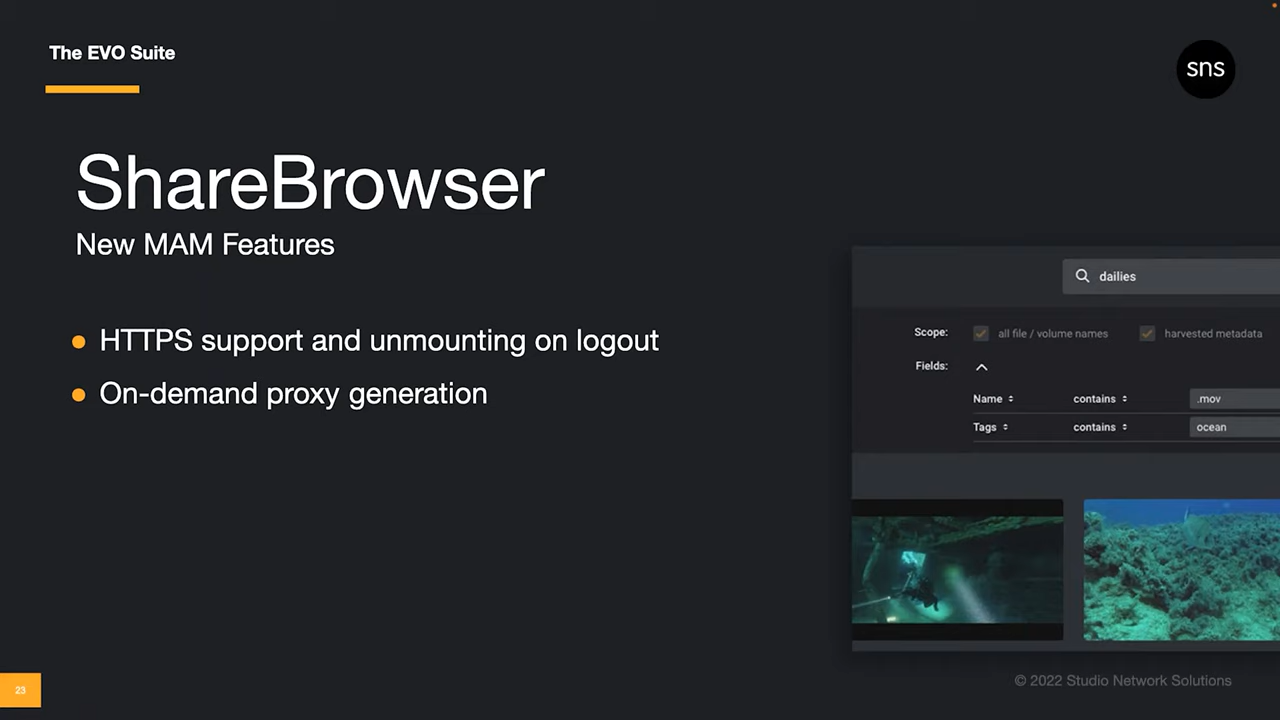 The EVO Suite
sns
ShareBrowser
New MAM Features
HTTPS support and unmounting on logout
On-demand proxy generation
dailies
Scope: all file / volume names harvested metadata
Fields:
Name contains .mov
Tags contains ocean
23
© 2022 Studio Network Solutions